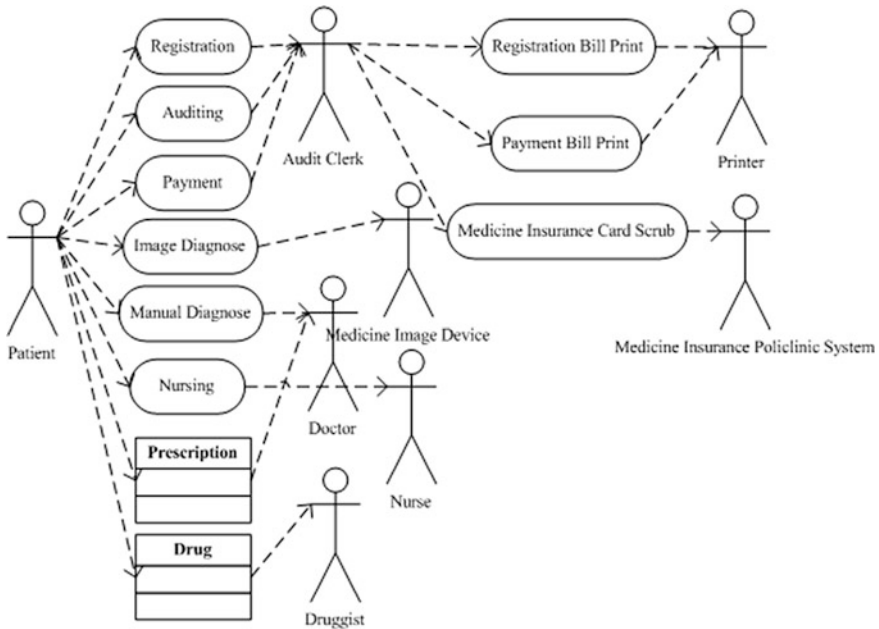 Registration
Registration Bill Print
Auditing
Audit Clerk
Payment Bill Print
Printer
Payment
Image Diagnose
Medicine Insurance Card Scrub
Manual Diagnose
Medicine Image Device
Patient
Medicine Insurance Policlinic System
Nursing
Doctor
Prescription
Nurse
Drug
Druggist